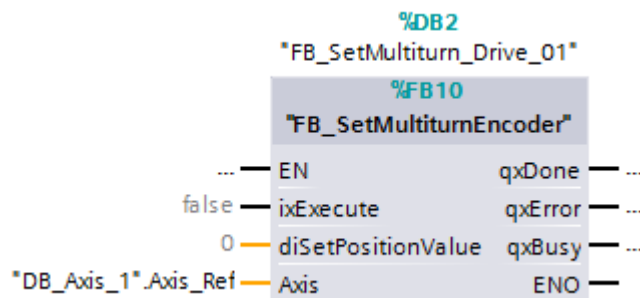 %DB2
"FB_SetMultiturn_Drive_01"
%FB10
"FB_SetMultiturnEncoder"
... EN qxDone ...
false ixExecute qxError ...
0 diSetPositionValue qxBusy ...
"DB_Axis_1".Axis_Ref Axis ENO